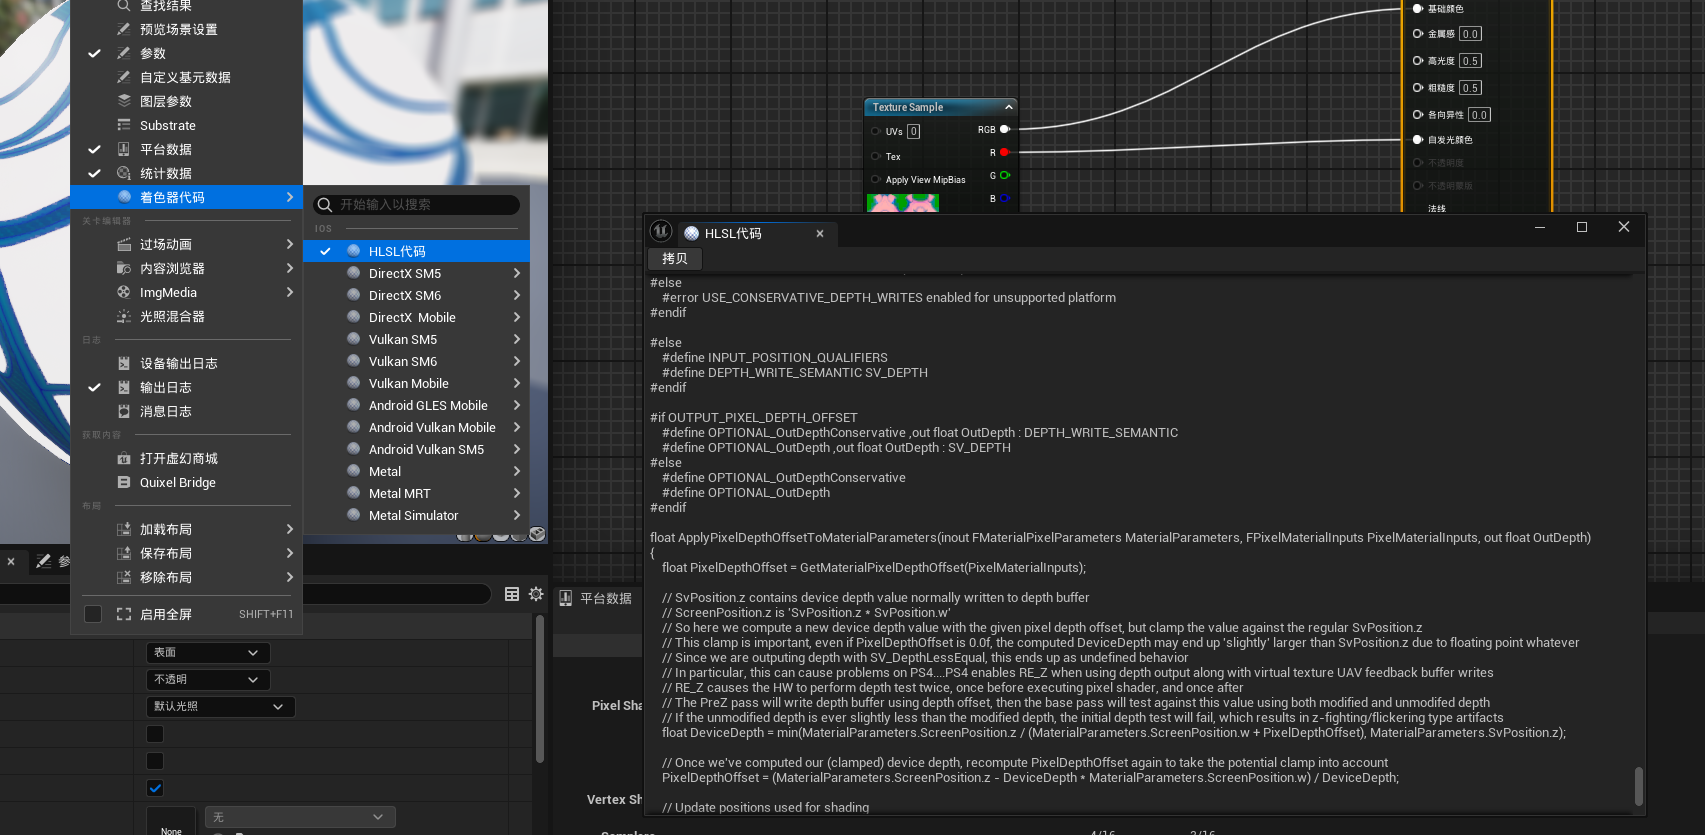 查找结果
预览场景设置
参数
自定义基元数据
图层参数
Substrate
平台数据
统计数据
着色器代码
关卡编辑器
过场动画
内容浏览器
ImgMedia
光照混合器
日志
设备输出日志
输出日志
消息日志
获取内容
打开虚幻商城
Quixel Bridge
布局
加载布局
保存布局
移除布局
启用全屏 SHIFT+F11
开始输入以搜索
IOS
HLSL代码
DirectX SM5
DirectX SM6
DirectX Mobile
Vulkan SM5
Vulkan SM6
Vulkan Mobile
Android GLES Mobile
Android Vulkan Mobile
Android Vulkan SM5
Metal
Metal MRT
Metal Simulator
Texture Sample
UVs 0
Tex
Apply View MipBias
RGB
R
G
B
基础颜色
金属感 0.0
高光度 0.5
粗糙度 0.5
各向异性 0.0
自发光颜色
不透明度
不透明蒙版
法线
HLSL代码
拷贝
#else
#error USE_CONSERVATIVE_DEPTH_WRITES enabled for unsupported platform
#endif
#else
#define INPUT_POSITION_QUALIFIERS
#define DEPTH_WRITE_SEMANTIC SV_DEPTH
#endif
#if OUTPUT_PIXEL_DEPTH_OFFSET
#define OPTIONAL_OutDepthConservative ,out float OutDepth : DEPTH_WRITE_SEMANTIC
#define OPTIONAL_OutDepth ,out float OutDepth : SV_DEPTH
#else
#define OPTIONAL_OutDepthConservative
#define OPTIONAL_OutDepth
#endif
float ApplyPixelDepthOffsetToMaterialParameters(inout FMaterialPixelParameters MaterialParameters, FPixelMaterialInputs PixelMaterialInputs, out float OutDepth)
{
float PixelDepthOffset = GetMaterialPixelDepthOffset(PixelMaterialInputs);
// SvPosition.z contains device depth value normally written to depth buffer
// ScreenPosition.z is 'SvPosition.z * SvPosition.w'
// So here we compute a new device depth value with the given pixel depth offset, but clamp the value against the regular SvPosition.z
// This clamp is important, even if PixelDepthOffset is 0.0f, the computed DeviceDepth may end up 'slightly' larger than SvPosition.z due to floating point whatever
// Since we are outputing depth with SV_DepthLessEqual, this ends up as undefined behavior
// In particular, this can cause problems on PS4....PS4 enables RE_Z when using depth output along with virtual texture UAV feedback buffer writes
// RE_Z causes the HW to perform depth test twice, once before executing pixel shader, and once after
// The PreZ pass will write depth buffer using depth offset, then the base pass will test against this value using both modified and unmodifed depth
// If the unmodified depth is ever slightly less than the modified depth, the initial depth test will fail, which results in z-fighting/flickering type artifacts
float DeviceDepth = min(MaterialParameters.ScreenPosition.z / (MaterialParameters.ScreenPosition.w + PixelDepthOffset), MaterialParameters.SvPosition.z);
// Once we've computed our (clamped) device depth, recompute PixelDepthOffset again to take the potential clamp into account
PixelDepthOffset = (MaterialParameters.ScreenPosition.z - DeviceDepth * MaterialParameters.ScreenPosition.w) / DeviceDepth;
// Update positions used for shading
参
表面
不透明
默认光照
None
无
平台数据
Pixel Sha
Vertex Sh